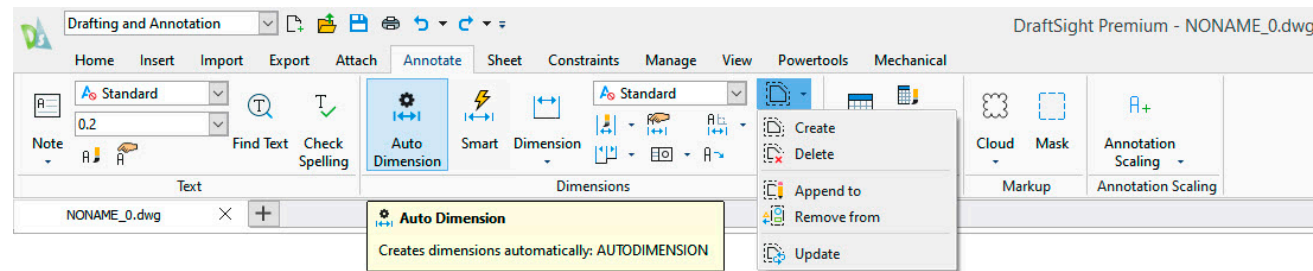 Drafting and Annotation
DraftSight Premium - NONAME_0.dwg
Home Insert Import Export Attach Annotate Sheet Constraints Manage View Powertools Mechanical
Standard
0.2
Note
Find Text
Check
Spelling
Text
Auto
Dimension
Smart
Dimension
Standard
Dimensions
Create
Delete
Append to
Remove from
Update
Cloud
Mask
Markup
Annotation
Scaling
Annotation Scaling
NONAME_0.dwg
Auto Dimension
Creates dimensions automatically: AUTODIMENSION